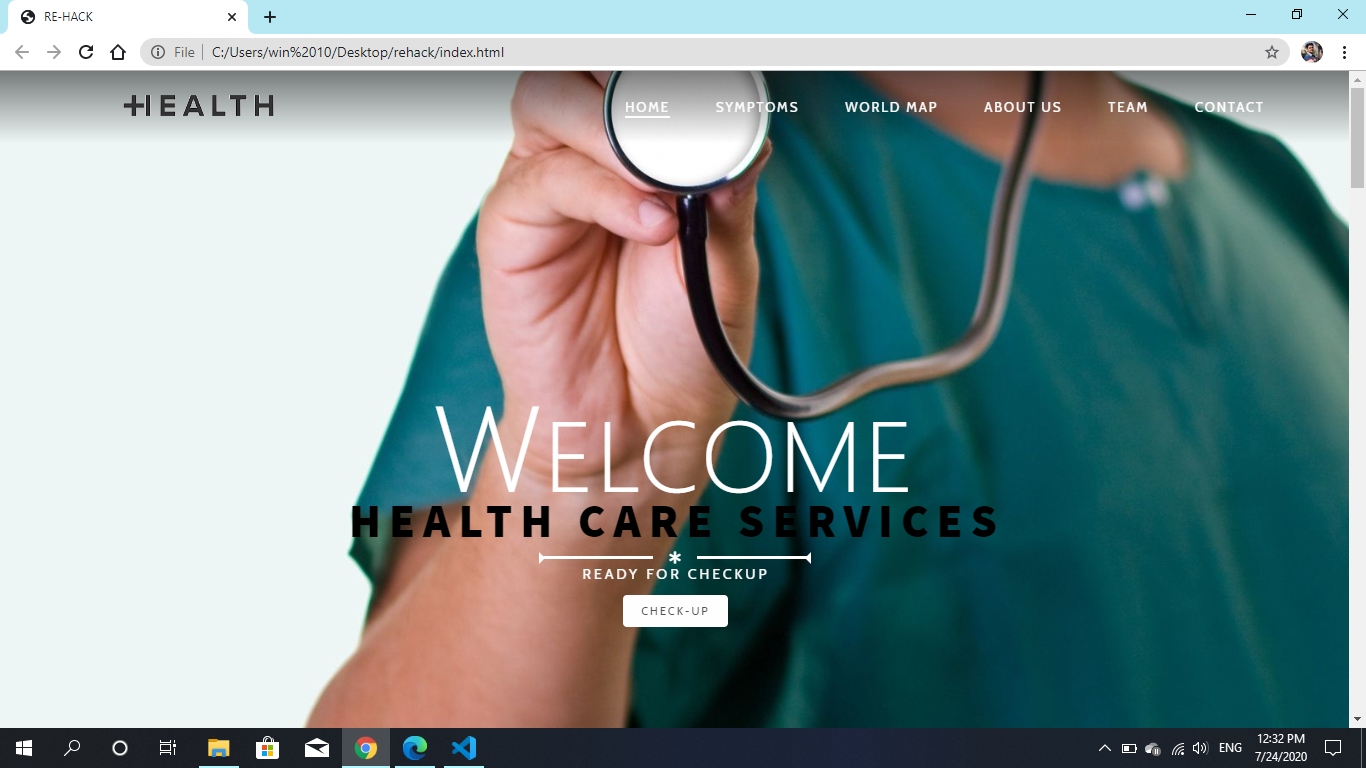 RE-HACK
File
C:/Users/win%2010/Desktop/rehack/index.html
HEALTH
HOME SYMPTOMS WORLD MAP ABOUT US TEAM CONTACT
WELCOME
HEALTH CARE SERVICES
*
READY FOR CHECKUP
CHECK-UP
ENG
12:32 PM
7/24/2020